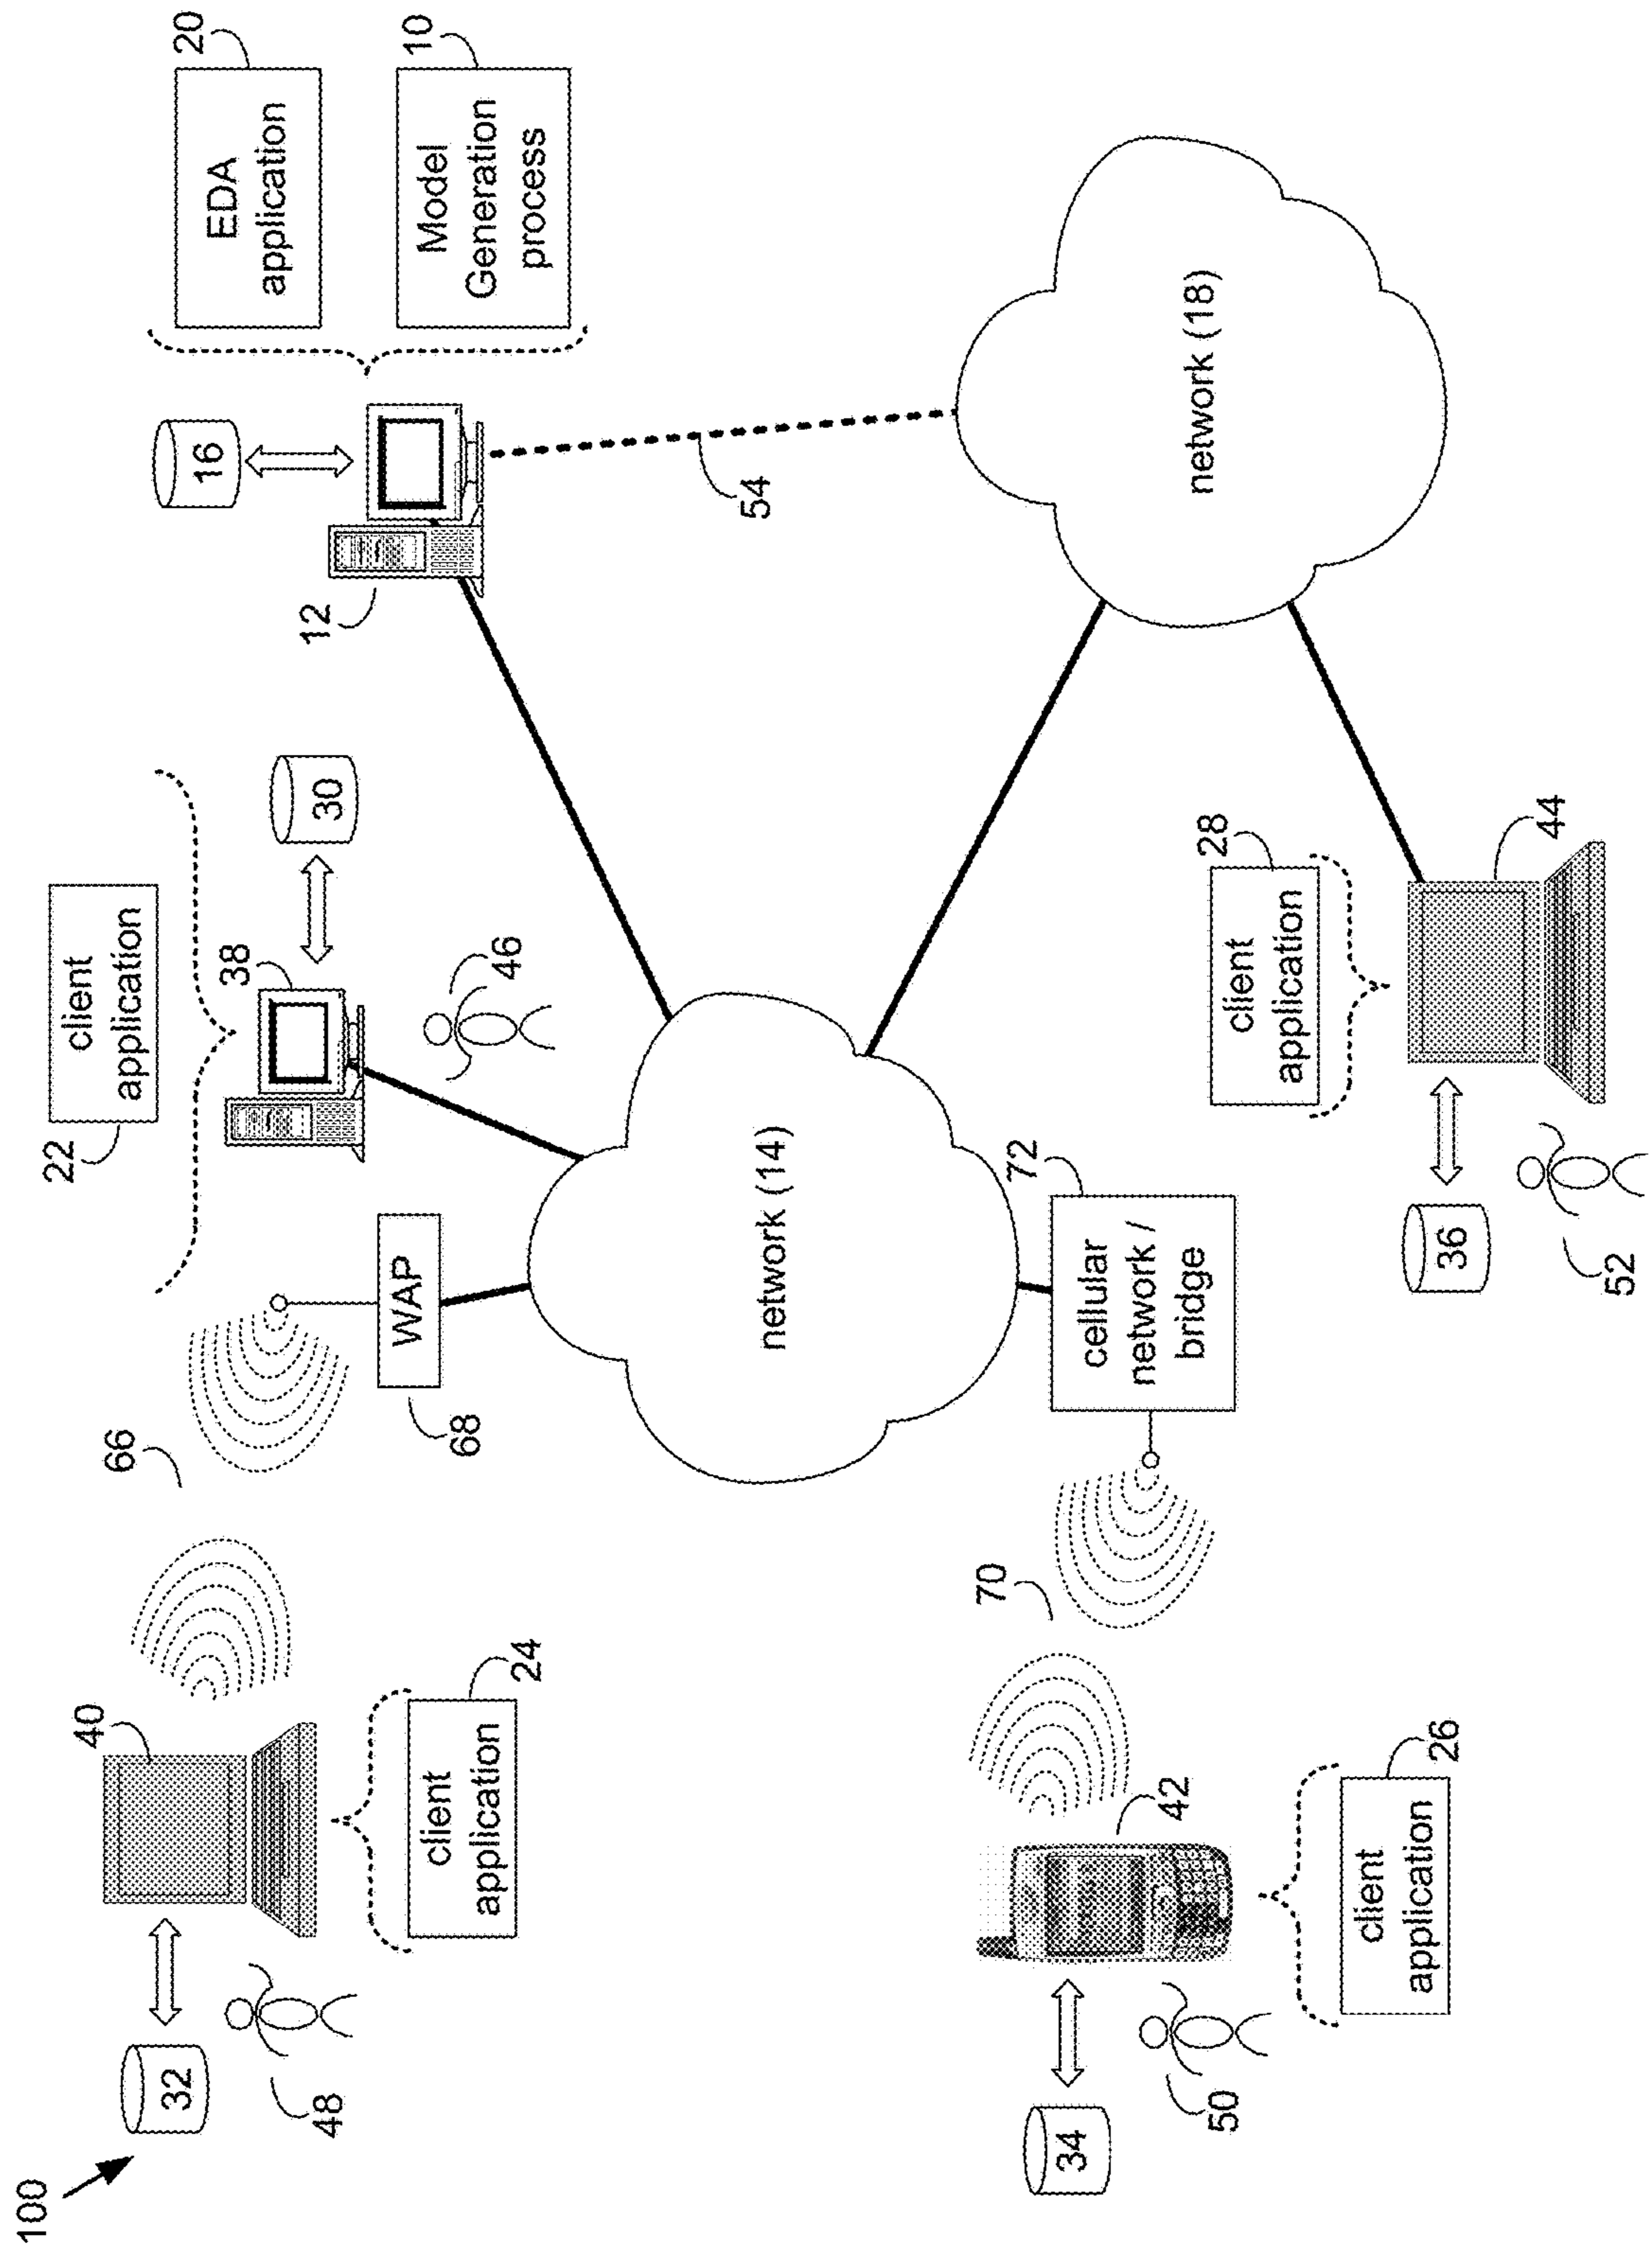 100
32
48
40
client
application
24
66
WAP
68
22
client
application
38
30
46
16
12
EDA
application
20
Model
Generation
process
10
network (14)
54
34
50
42
client
application
26
70
cellular
network /
bridge
72
client
application
28
36
52
44
network (18)